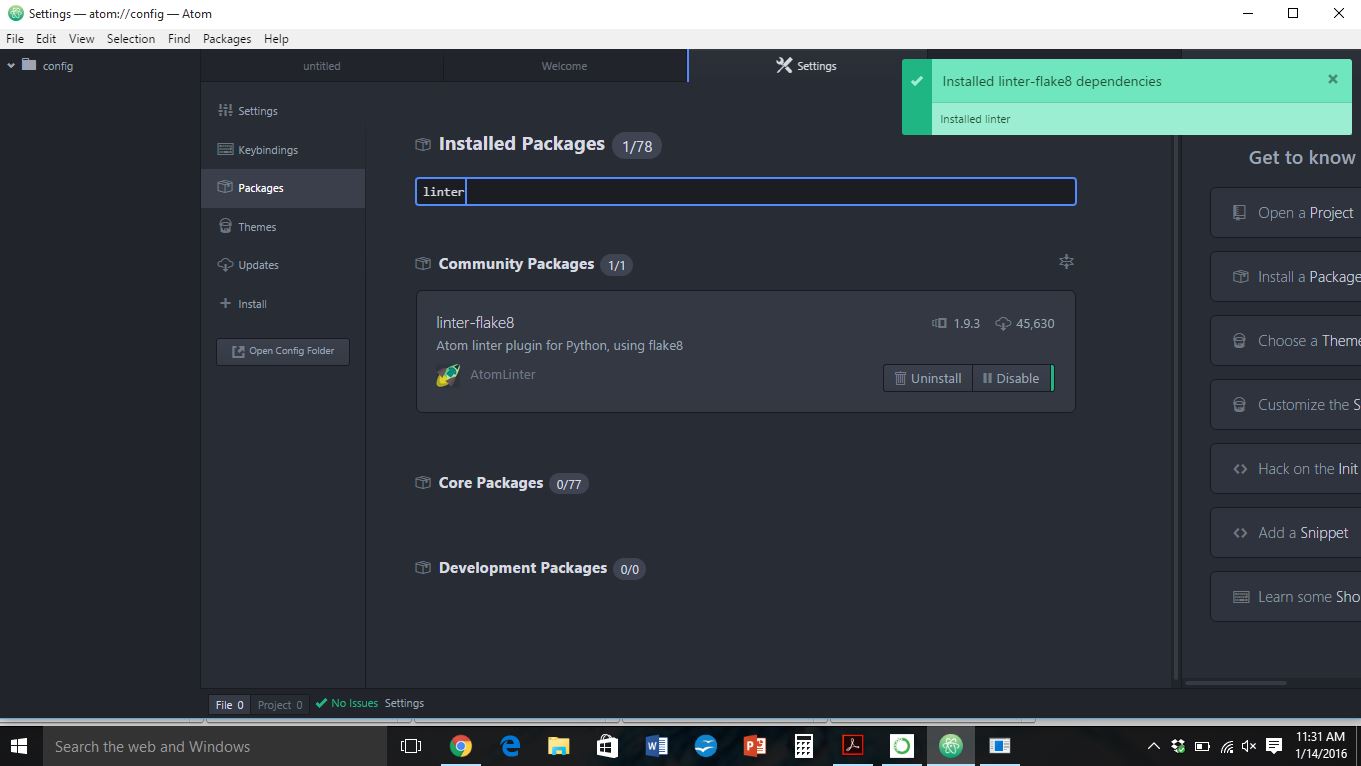 Settings — atom://config — Atom
File Edit View Selection Find Packages Help
config
untitled
Welcome
Settings
Installed linter-flake8 dependencies
Installed linter
Settings
Keybindings
Packages
Themes
Updates
Install
Open Config Folder
Installed Packages 1/78
linter
Community Packages 1/1
linter-flake8
1.9.3
45,630
Atom linter plugin for Python, using flake8
AtomLinter
Uninstall
Disable
Core Packages 0/77
Development Packages 0/0
Get to know
Open a Project
Install a Package
Choose a Theme
Customize the S
Hack on the Init
Add a Snippet
Learn some Sho
File 0 Project 0 No Issues Settings
Search the web and Windows
11:31 AM
1/14/2016